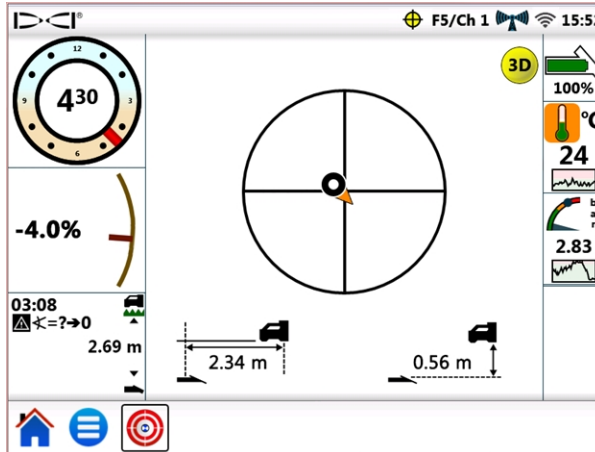 DCI®
F5/Ch 1
15:53
12
3
6
9
4³⁰
3D
100%
°C
24
-4.0%
b
a
r
2.83
03:08
=?→0
2.69 m
2.34 m
0.56 m